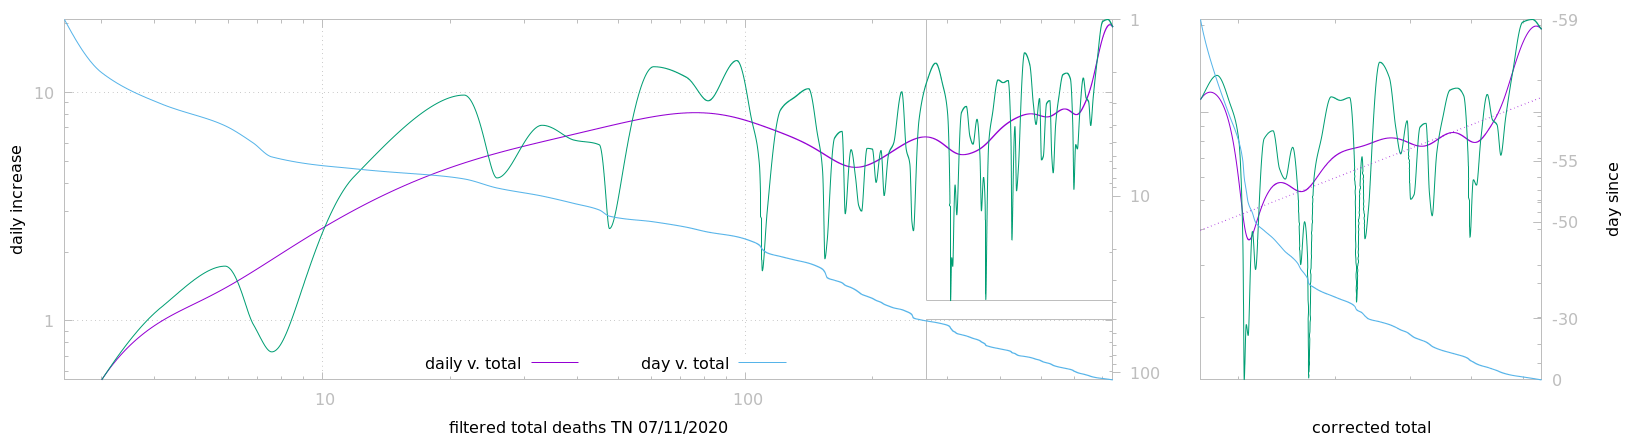 1
-59
10
-55
10
-50
daily increase
day since
1
-30
daily v. total
day v. total
100
0
10
100
filtered total deaths TN 07/11/2020
corrected total